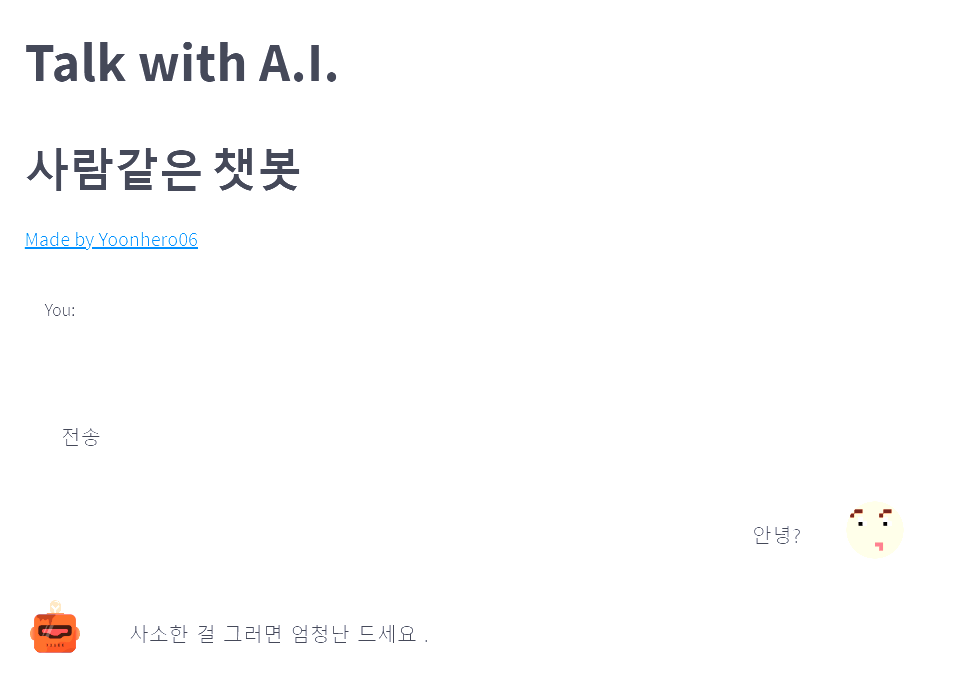 Talk with A.I.
사람같은 챗봇
Made by Yoonhero06
You:
전송
안녕?
사소한 걸 그러면 엄청난 드세요 .